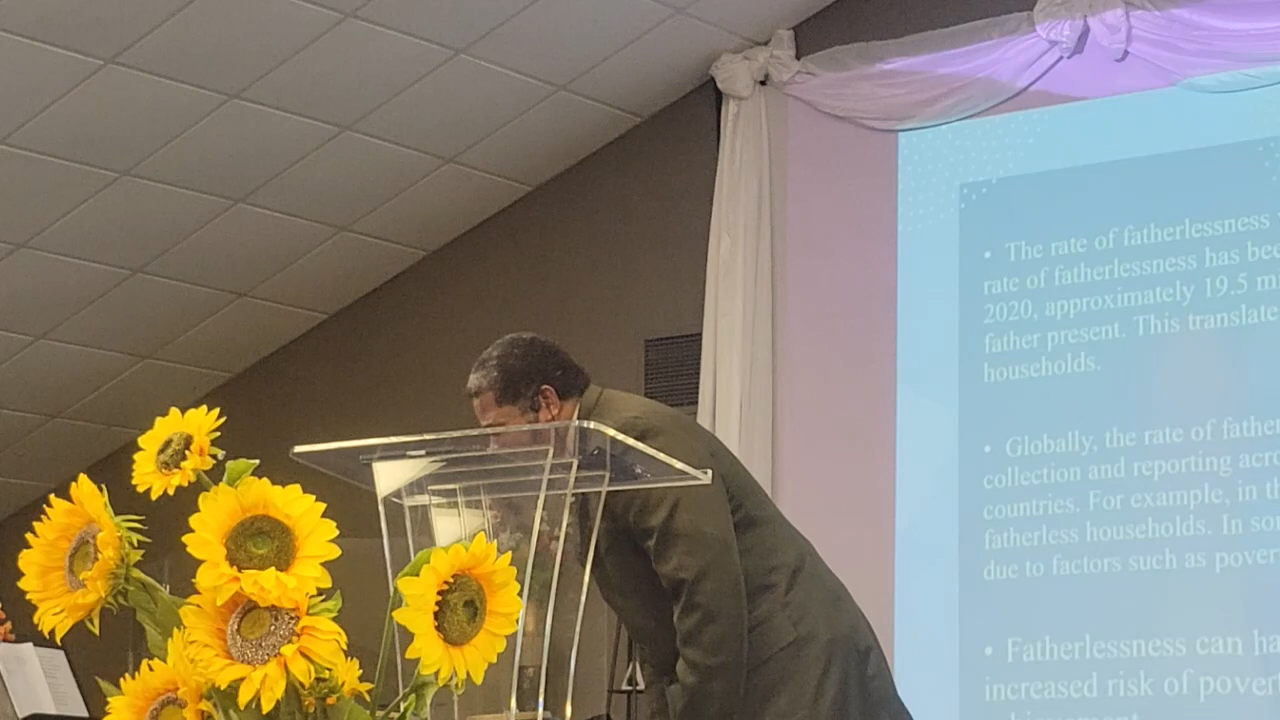 • The rate of fatherlessness
rate of fatherlessness has bee
2020, approximately 19.5 m
father present. This translate
households.
• Globally, the rate of father
collection and reporting acro
countries. For example, in th
fatherless households. In so
due to factors such as pover
• Fatherlessness can ha
increased risk of povert